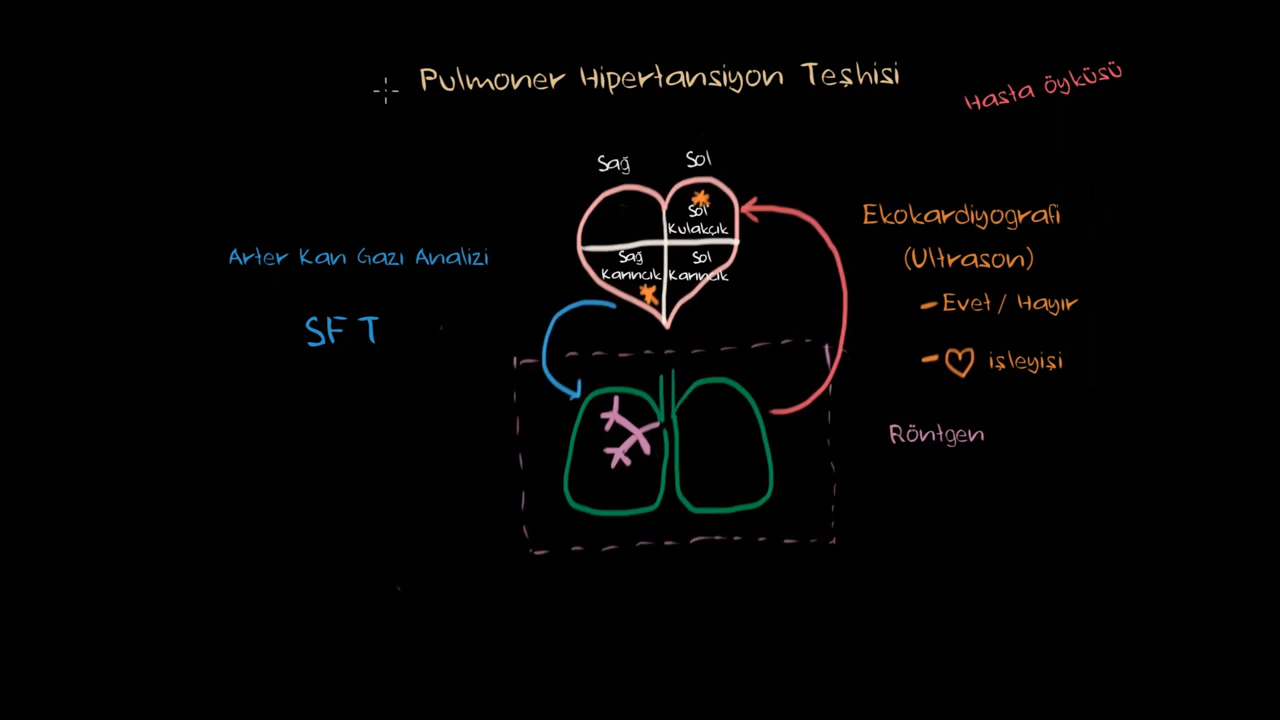 Pulmoner Hipertansiyon Teşhisi
Hasta öyküsü
Sağ
Sol
Sol
Kulakçık
Sağ
Karıncık
Sol
Karıncık
Arter Kan Gazı Analizi
SFT
Ekokardiyografi
(Ultrason)
- Evet / Hayır
- ♡ işleyişi
Röntgen